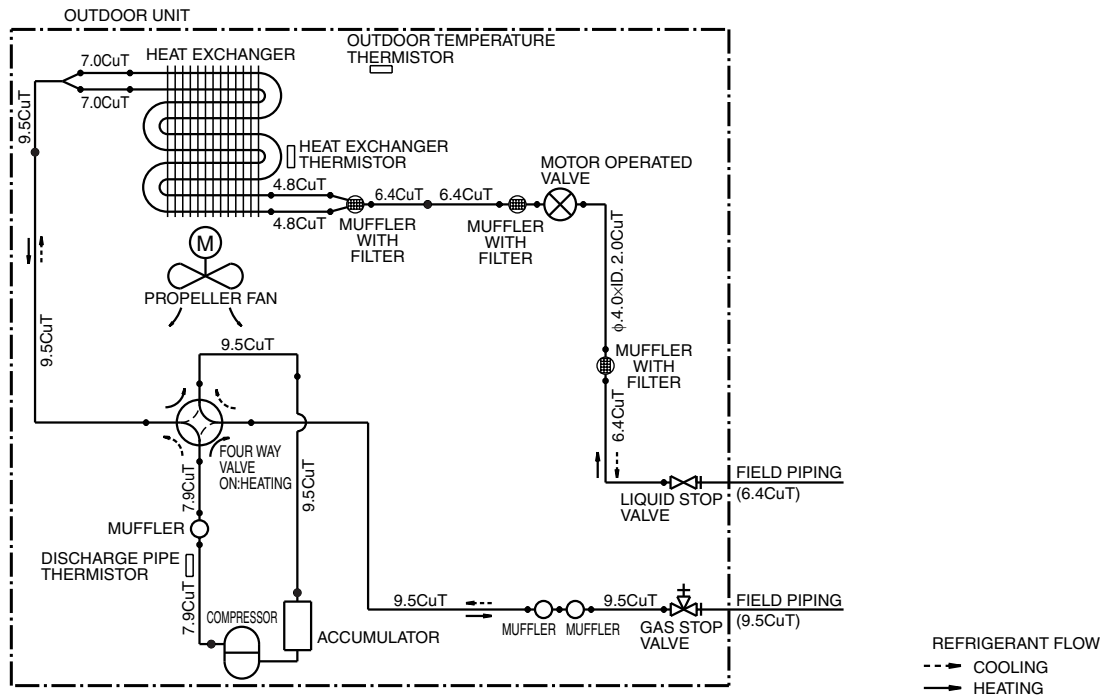 OUTDOOR UNIT
HEAT EXCHANGER
OUTDOOR TEMPERATURE
THERMISTOR
7.0CuT
7.0CuT
9.5CuT
HEAT EXCHANGER
THERMISTOR
4.8CuT
4.8CuT
6.4CuT
6.4CuT
MOTOR OPERATED
VALVE
MUFFLER
WITH
FILTER
MUFFLER
WITH
FILTER
M
PROPELLER FAN
φ.4.0×ID. 2.0CuT
9.5CuT
9.5CuT
MUFFLER
WITH
FILTER
6.4CuT
FOUR WAY
VALVE
ON:HEATING
7.9CuT
9.5CuT
LIQUID STOP
VALVE
FIELD PIPING
(6.4CuT)
MUFFLER
DISCHARGE PIPE
THERMISTOR
7.9CuT
COMPRESSOR
ACCUMULATOR
9.5CuT
MUFFLER
MUFFLER
9.5CuT
GAS STOP
VALVE
FIELD PIPING
(9.5CuT)
REFRIGERANT FLOW
COOLING
HEATING